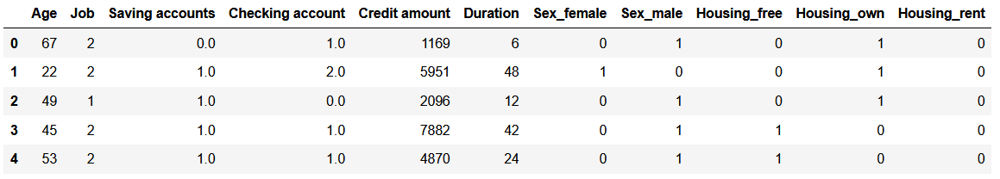 Age Job Saving accounts Checking account Credit amount Duration Sex_female Sex_male Housing_free Housing_own Housing_rent
0 67 2 0.0 1.0 1169 6 0 1 0 1 0
1 22 2 1.0 2.0 5951 48 1 0 0 1 0
2 49 1 1.0 0.0 2096 12 0 1 0 1 0
3 45 2 1.0 1.0 7882 42 0 1 1 0 0
4 53 2 1.0 1.0 4870 24 0 1 1 0 0